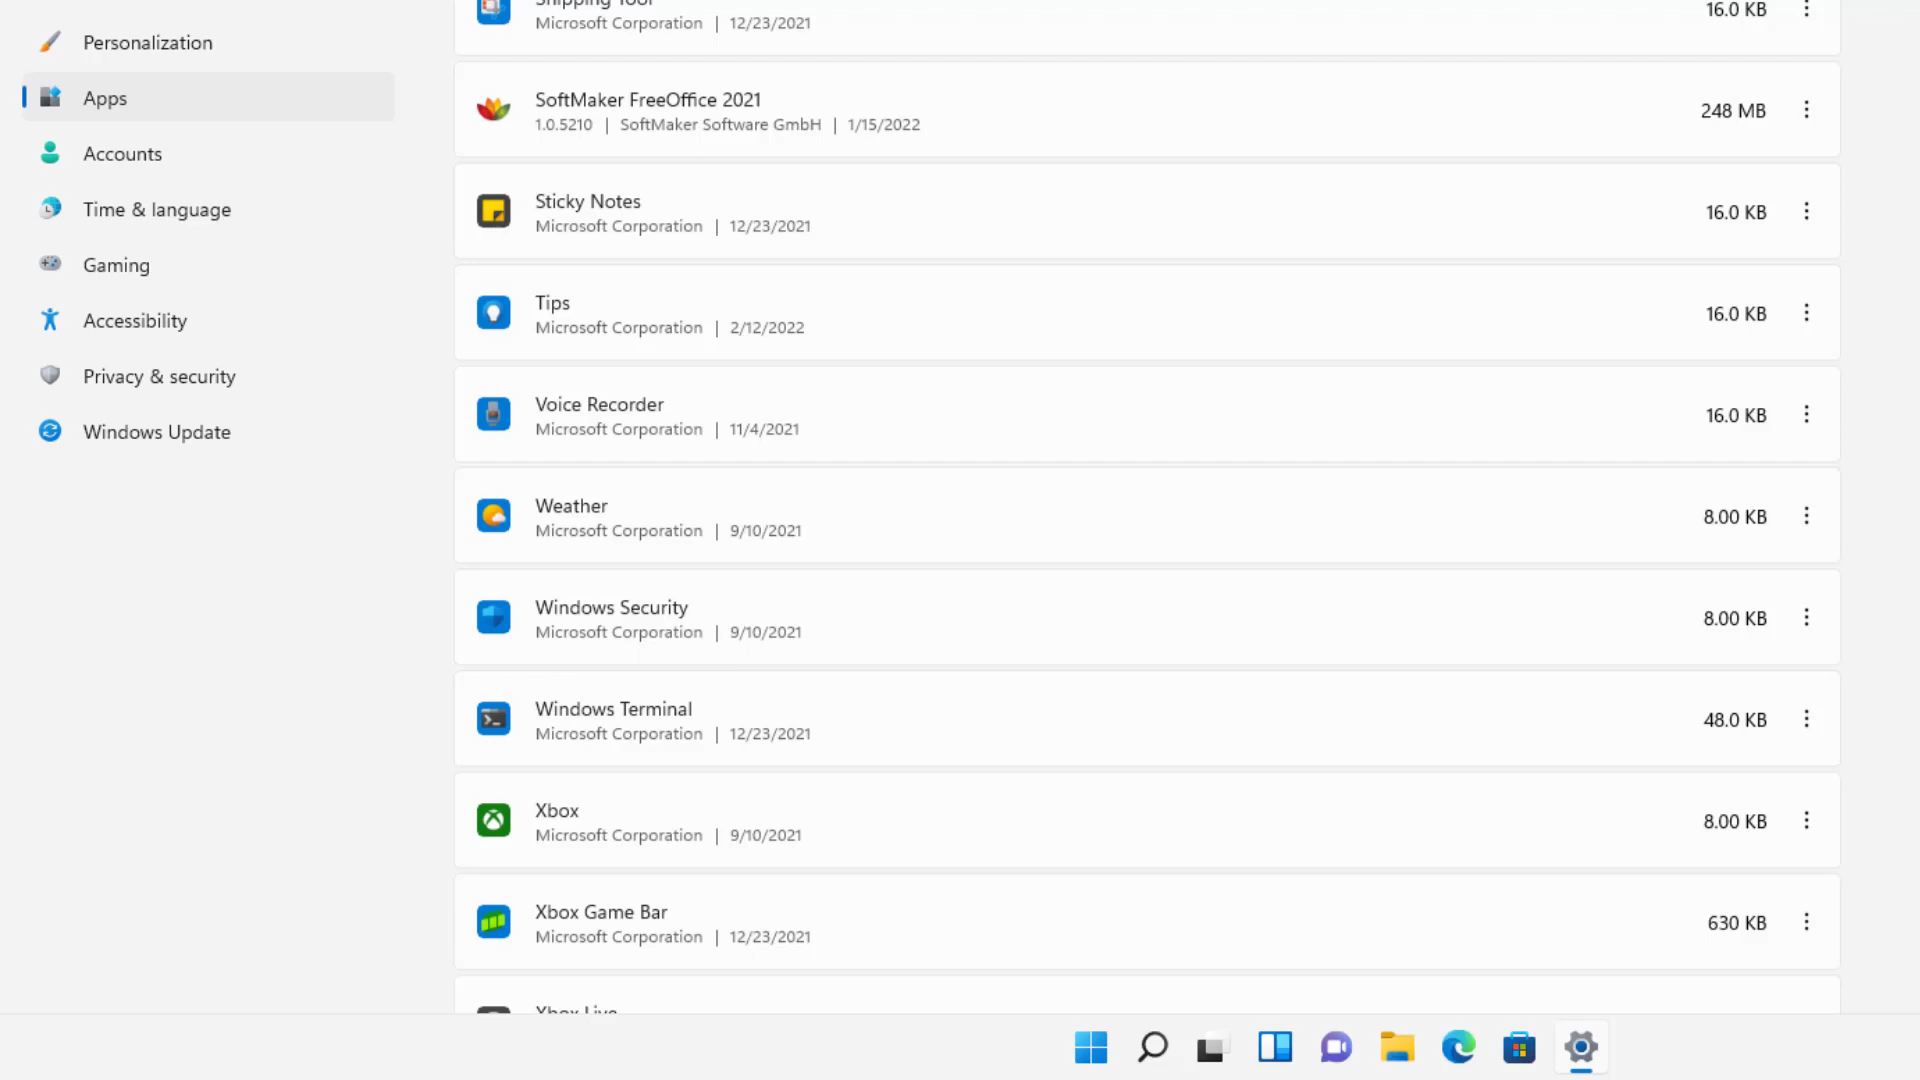 Personalization
Apps
Accounts
Time & language
Gaming
Accessibility
Privacy & security
Windows Update
Snipping Tool
Microsoft Corporation | 12/23/2021
16.0 KB
SoftMaker FreeOffice 2021
1.0.5210 | SoftMaker Software GmbH | 1/15/2022
248 MB
Sticky Notes
Microsoft Corporation | 12/23/2021
16.0 KB
Tips
Microsoft Corporation | 2/12/2022
16.0 KB
Voice Recorder
Microsoft Corporation | 11/4/2021
16.0 KB
Weather
Microsoft Corporation | 9/10/2021
8.00 KB
Windows Security
Microsoft Corporation | 9/10/2021
8.00 KB
Windows Terminal
Microsoft Corporation | 12/23/2021
48.0 KB
Xbox
Microsoft Corporation | 9/10/2021
8.00 KB
Xbox Game Bar
Microsoft Corporation | 12/23/2021
630 KB
Xbox Live